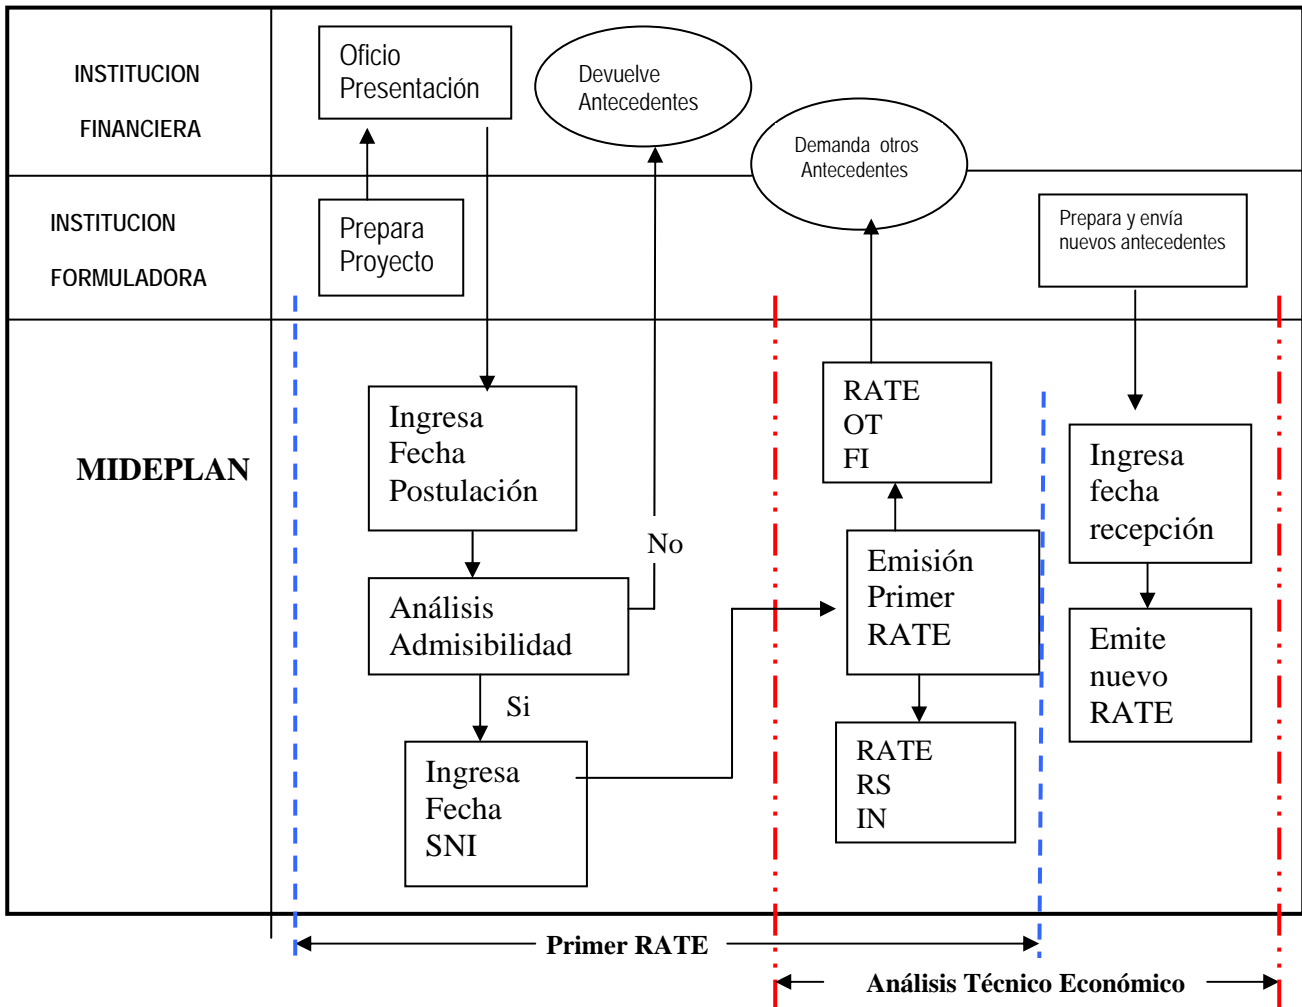 INSTITUCION
FINANCIERA
Oficio
Presentación
Devuelve
Antecedentes
Demanda otros
Antecedentes
INSTITUCION
FORMULADORA
Prepara
Proyecto
Prepara y envía
nuevos antecedentes
MIDEPLAN
Ingresa
Fecha
Postulación
No
Análisis
Admisibilidad
Si
Ingresa
Fecha
SNI
RATE
OT
FI
Emisión
Primer
RATE
RATE
RS
IN
Ingresa
fecha
recepción
Emite
nuevo
RATE
Primer RATE
Análisis Técnico Económico